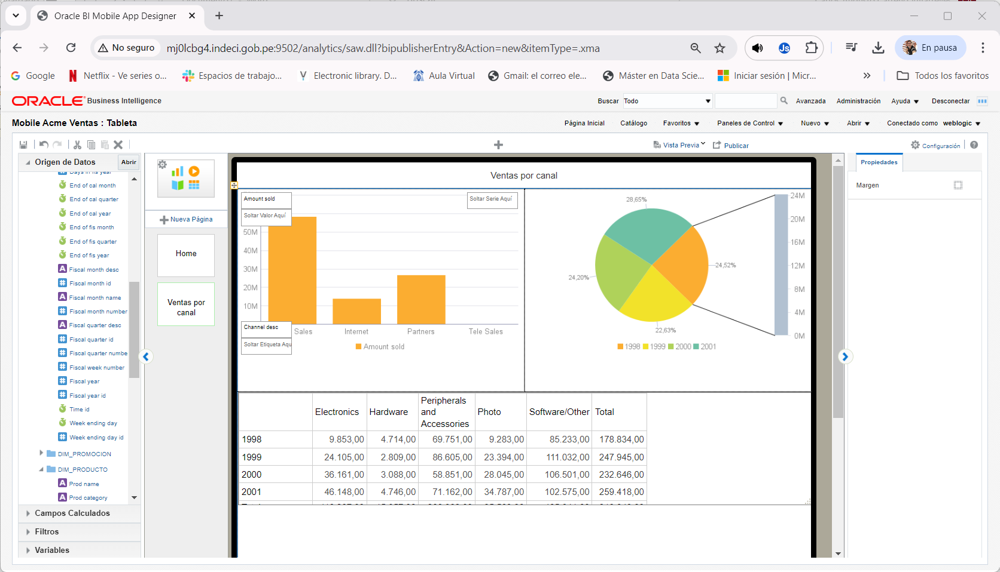 Oracle BI Mobile App Designer
No seguro
mj0lcbg4.indeci.gob.pe:9502/analytics/saw.dll?bipublisherEntry&Action=new&itemType=.xma
Js
En pausa
Google
Netflix - Ve series o...
Espacios de trabajo...
Electronic library. D...
Aula Virtual
Gmail: el correo ele...
Máster en Data Scie...
Iniciar sesión | Micr...
Todos los favoritos
ORACLE Business Intelligence
Buscar
Todo
Avanzada
Administración
Ayuda
Desconectar
Mobile Acme Ventas : Tableta
Página Inicial
Catálogo
Favoritos
Paneles de Control
Nuevo
Abrir
Conectado como weblogic
Vista Previa
Publicar
Configuración
Origen de Datos
Abrir
Days in fis year
End of cal month
End of cal quarter
End of cal year
End of fis month
End of fis quarter
End of fis year
Fiscal month desc
Fiscal month id
Fiscal month name
Fiscal month number
Fiscal quarter desc
Fiscal quarter id
Fiscal quarter numbe
Fiscal week number
Fiscal year
Fiscal year id
Time id
Week ending day
Week ending day id
DIM_PROMOCION
DIM_PRODUCTO
Prod name
Prod category
Campos Calculados
Filtros
Variables
Nueva Página
Home
Ventas por
canal
Ventas por canal
Amount sold
Soltar Valor Aquí
Soltar Serie Aquí
50M
40M
30M
20M
10M
Channel desc
Soltar Etiqueta Aqu
Sales
Internet
Partners
Tele Sales
Amount sold
28,65%
24,52%
24,20%
22,63%
1998 1999 2000 2001
24M
20M
16M
12M
8M
4M
0M
Electronics Hardware Peripherals and Accessories Photo Software/Other Total
1998 9.853,00 4.714,00 69.751,00 9.283,00 85.233,00 178.834,00
1999 24.105,00 2.809,00 86.605,00 23.394,00 111.032,00 247.945,00
2000 36.161,00 3.088,00 58.851,00 28.045,00 106.501,00 232.646,00
2001 46.148,00 4.746,00 71.162,00 34.787,00 102.575,00 259.418,00
Propiedades
Margen